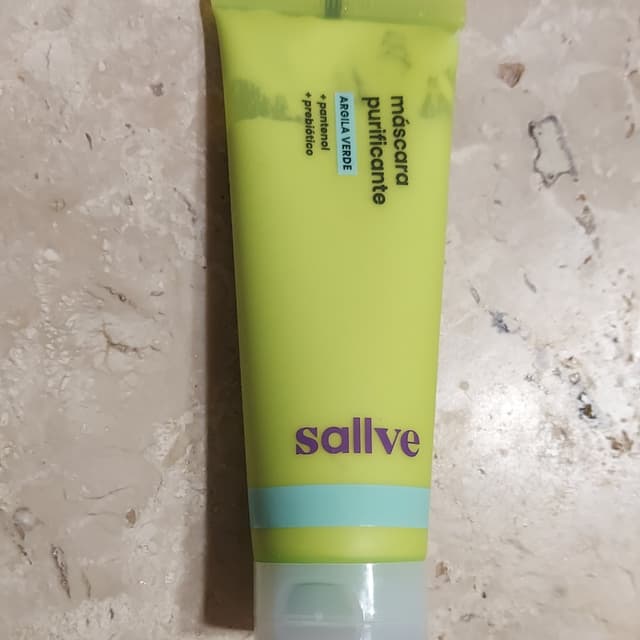 máscara
purificante
ARGILA VERDE
+ pantenol
+ prebiótico
sallve